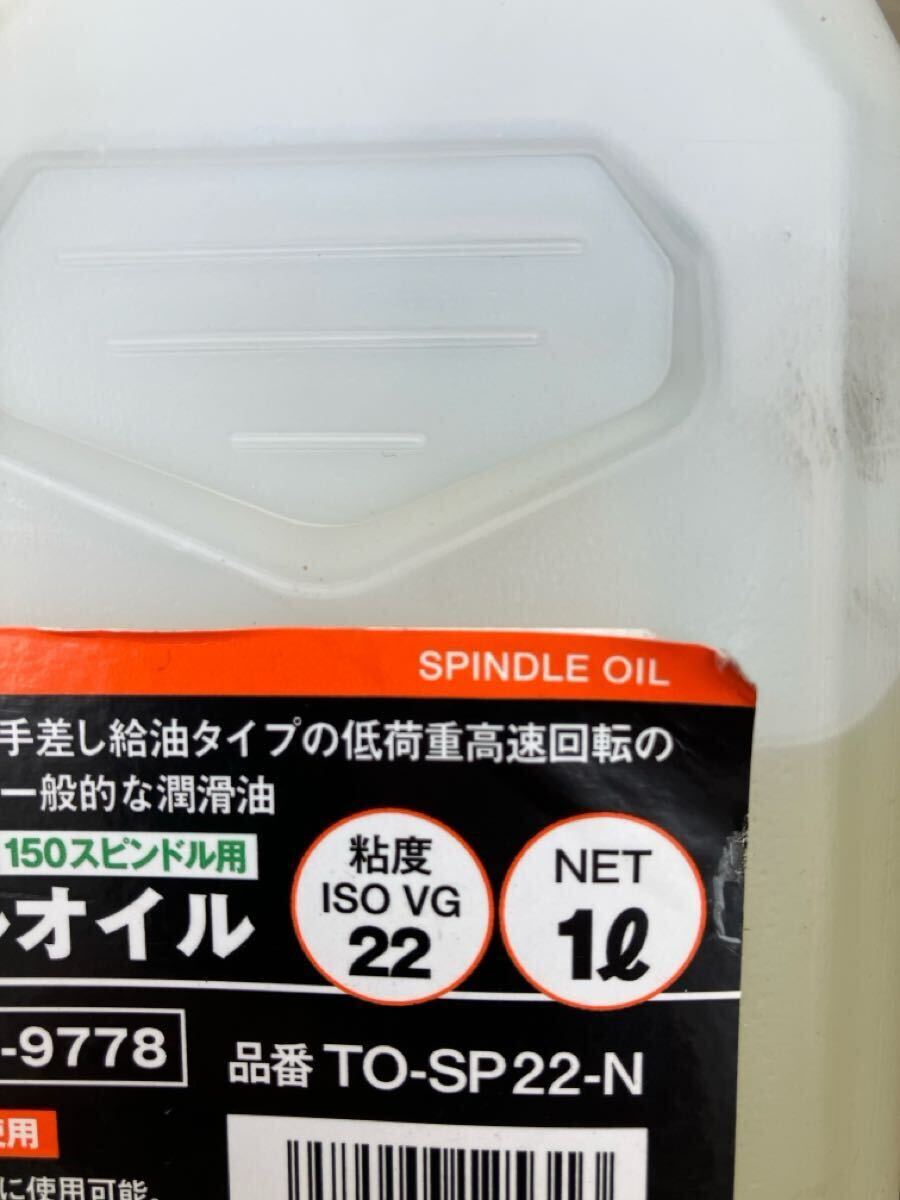 SPINDLE OIL
手差し給油タイプの低荷重高速回転の
一般的な潤滑油
150スピンドル用
オイル
粘度
ISO VG
22
NET
1ℓ
-9778
品番 TO-SP22-N
使用
に使用可能。